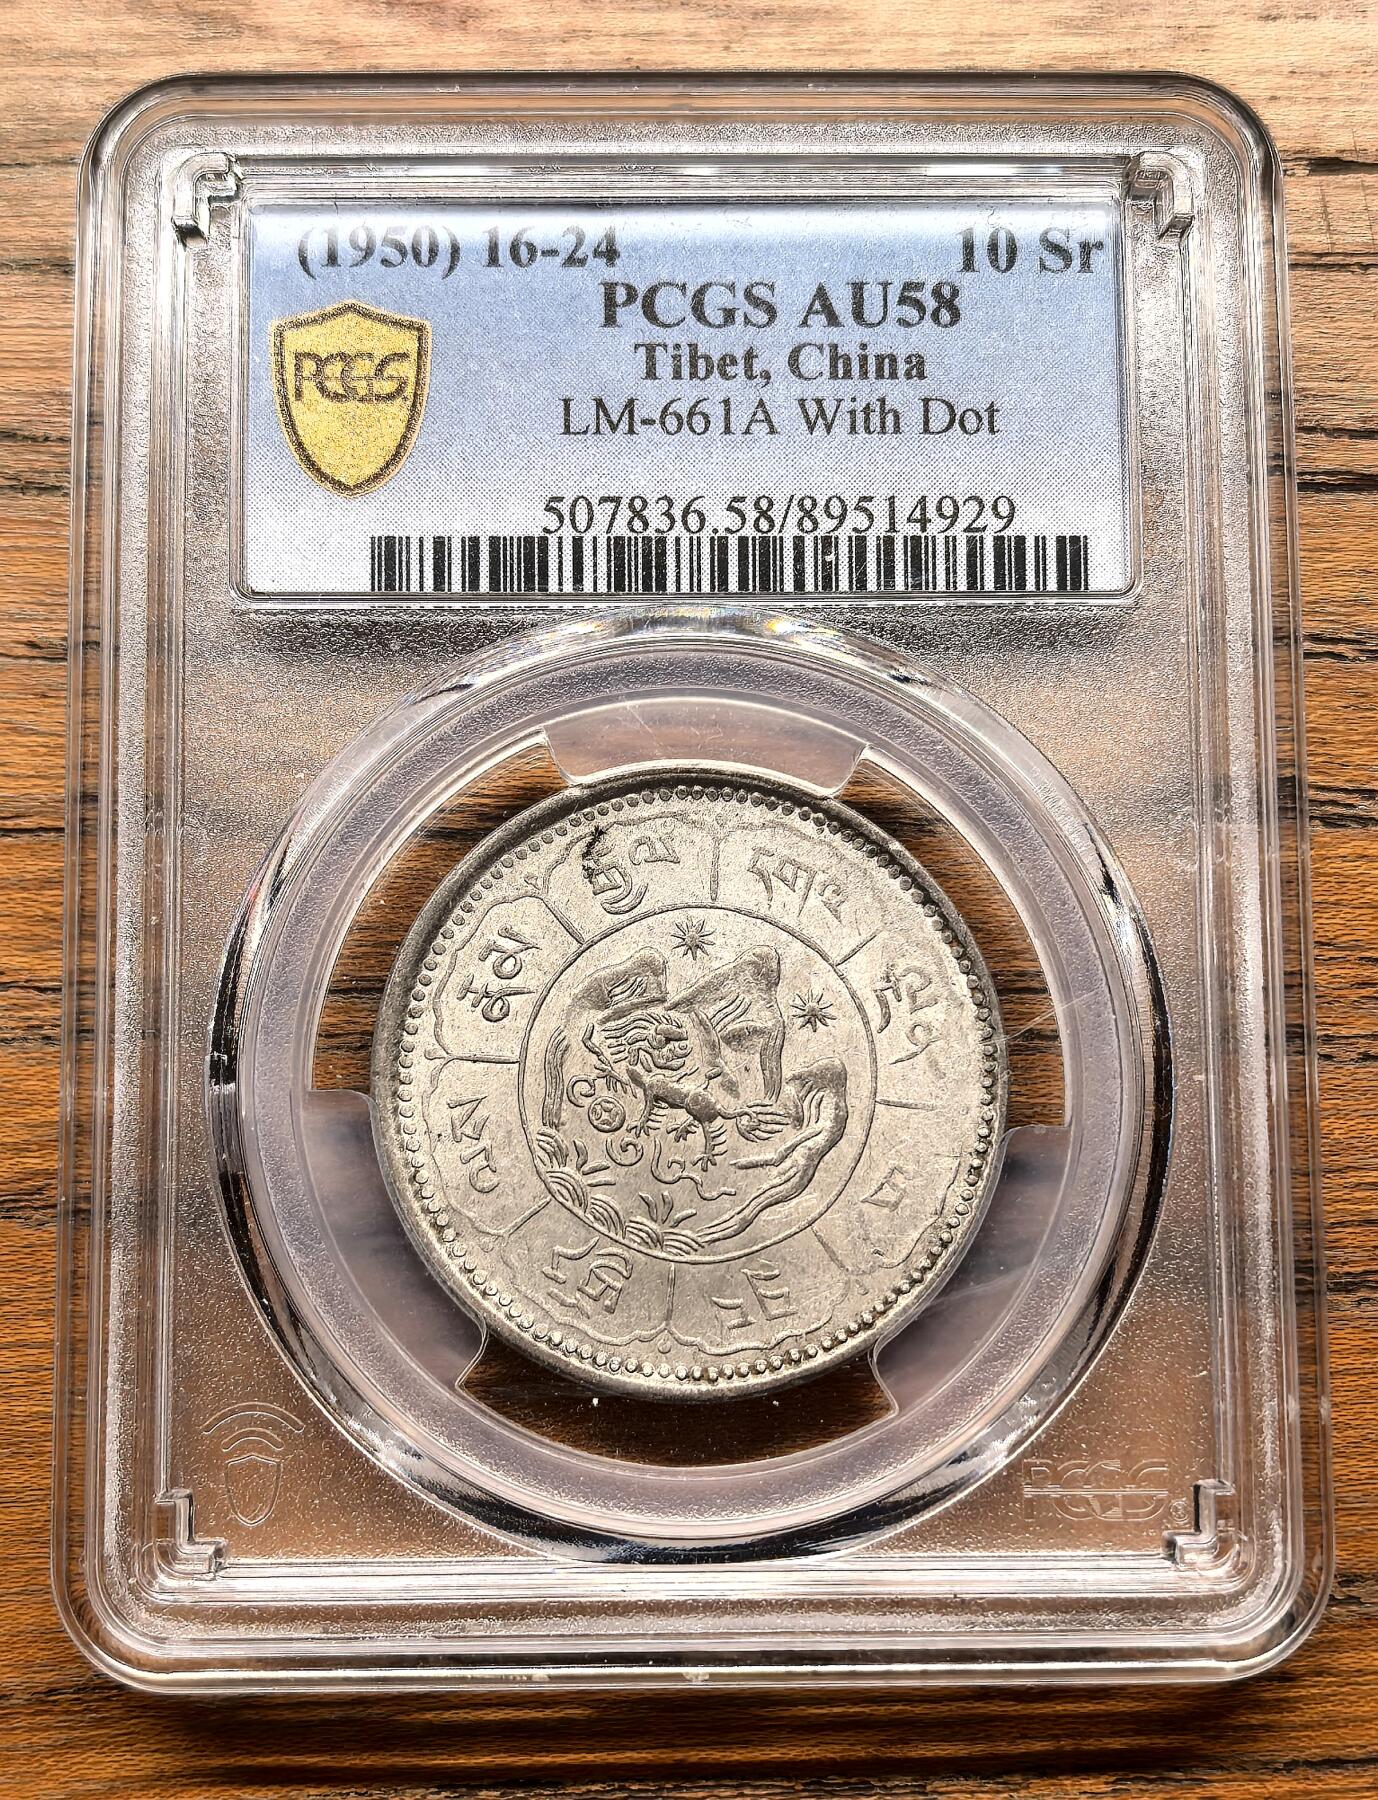 (1950) 16-24 10 Sr
PCGS AU58
Tibet, China
LM-661A With Dot
PCGS
507836.58/89514929
PCGS